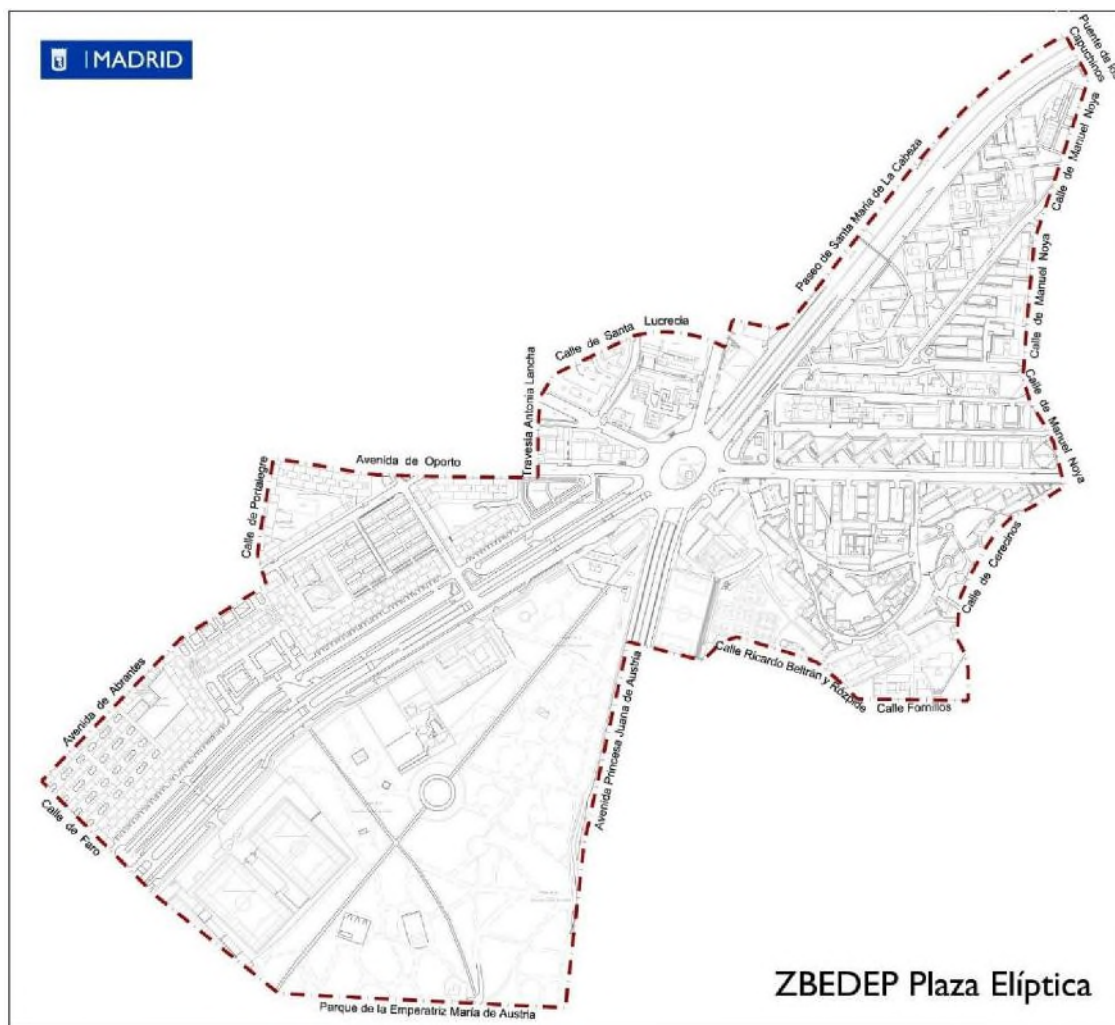 MADRID
Puente de los
Capuchinos
Calle de Manuel Noya
Paseo de Santa María de La Cabeza
Calle de Manuel Noya
Calle de Santa Lucrecia
Travesía Antonia Lancha
Calle de Manuel Noya
Avenida de Oporto
Calle de Portalegre
Calle de Cerecinos
Calle Ricardo Beltrán y Rózpide
Calle Fornillos
Avenida Princesa Juana de Austria
Avenida de Abrantes
Calle de Faro
Parque de la Emperatriz María de Austria
ZBEDEP Plaza Elíptica